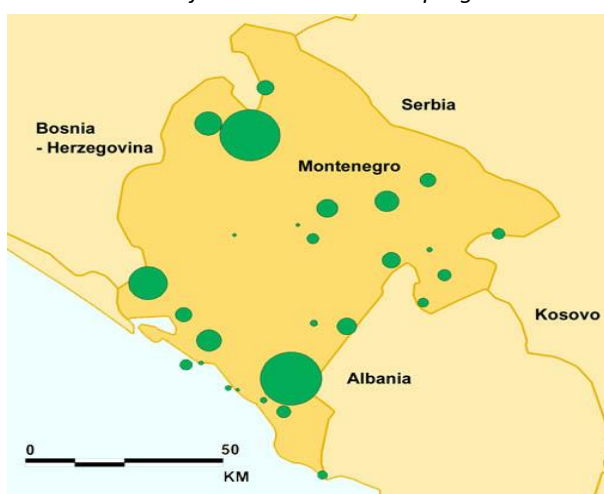 Serbia
Bosnia
- Herzegovina
Montenegro
Kosovo
Albania
0 50
KM